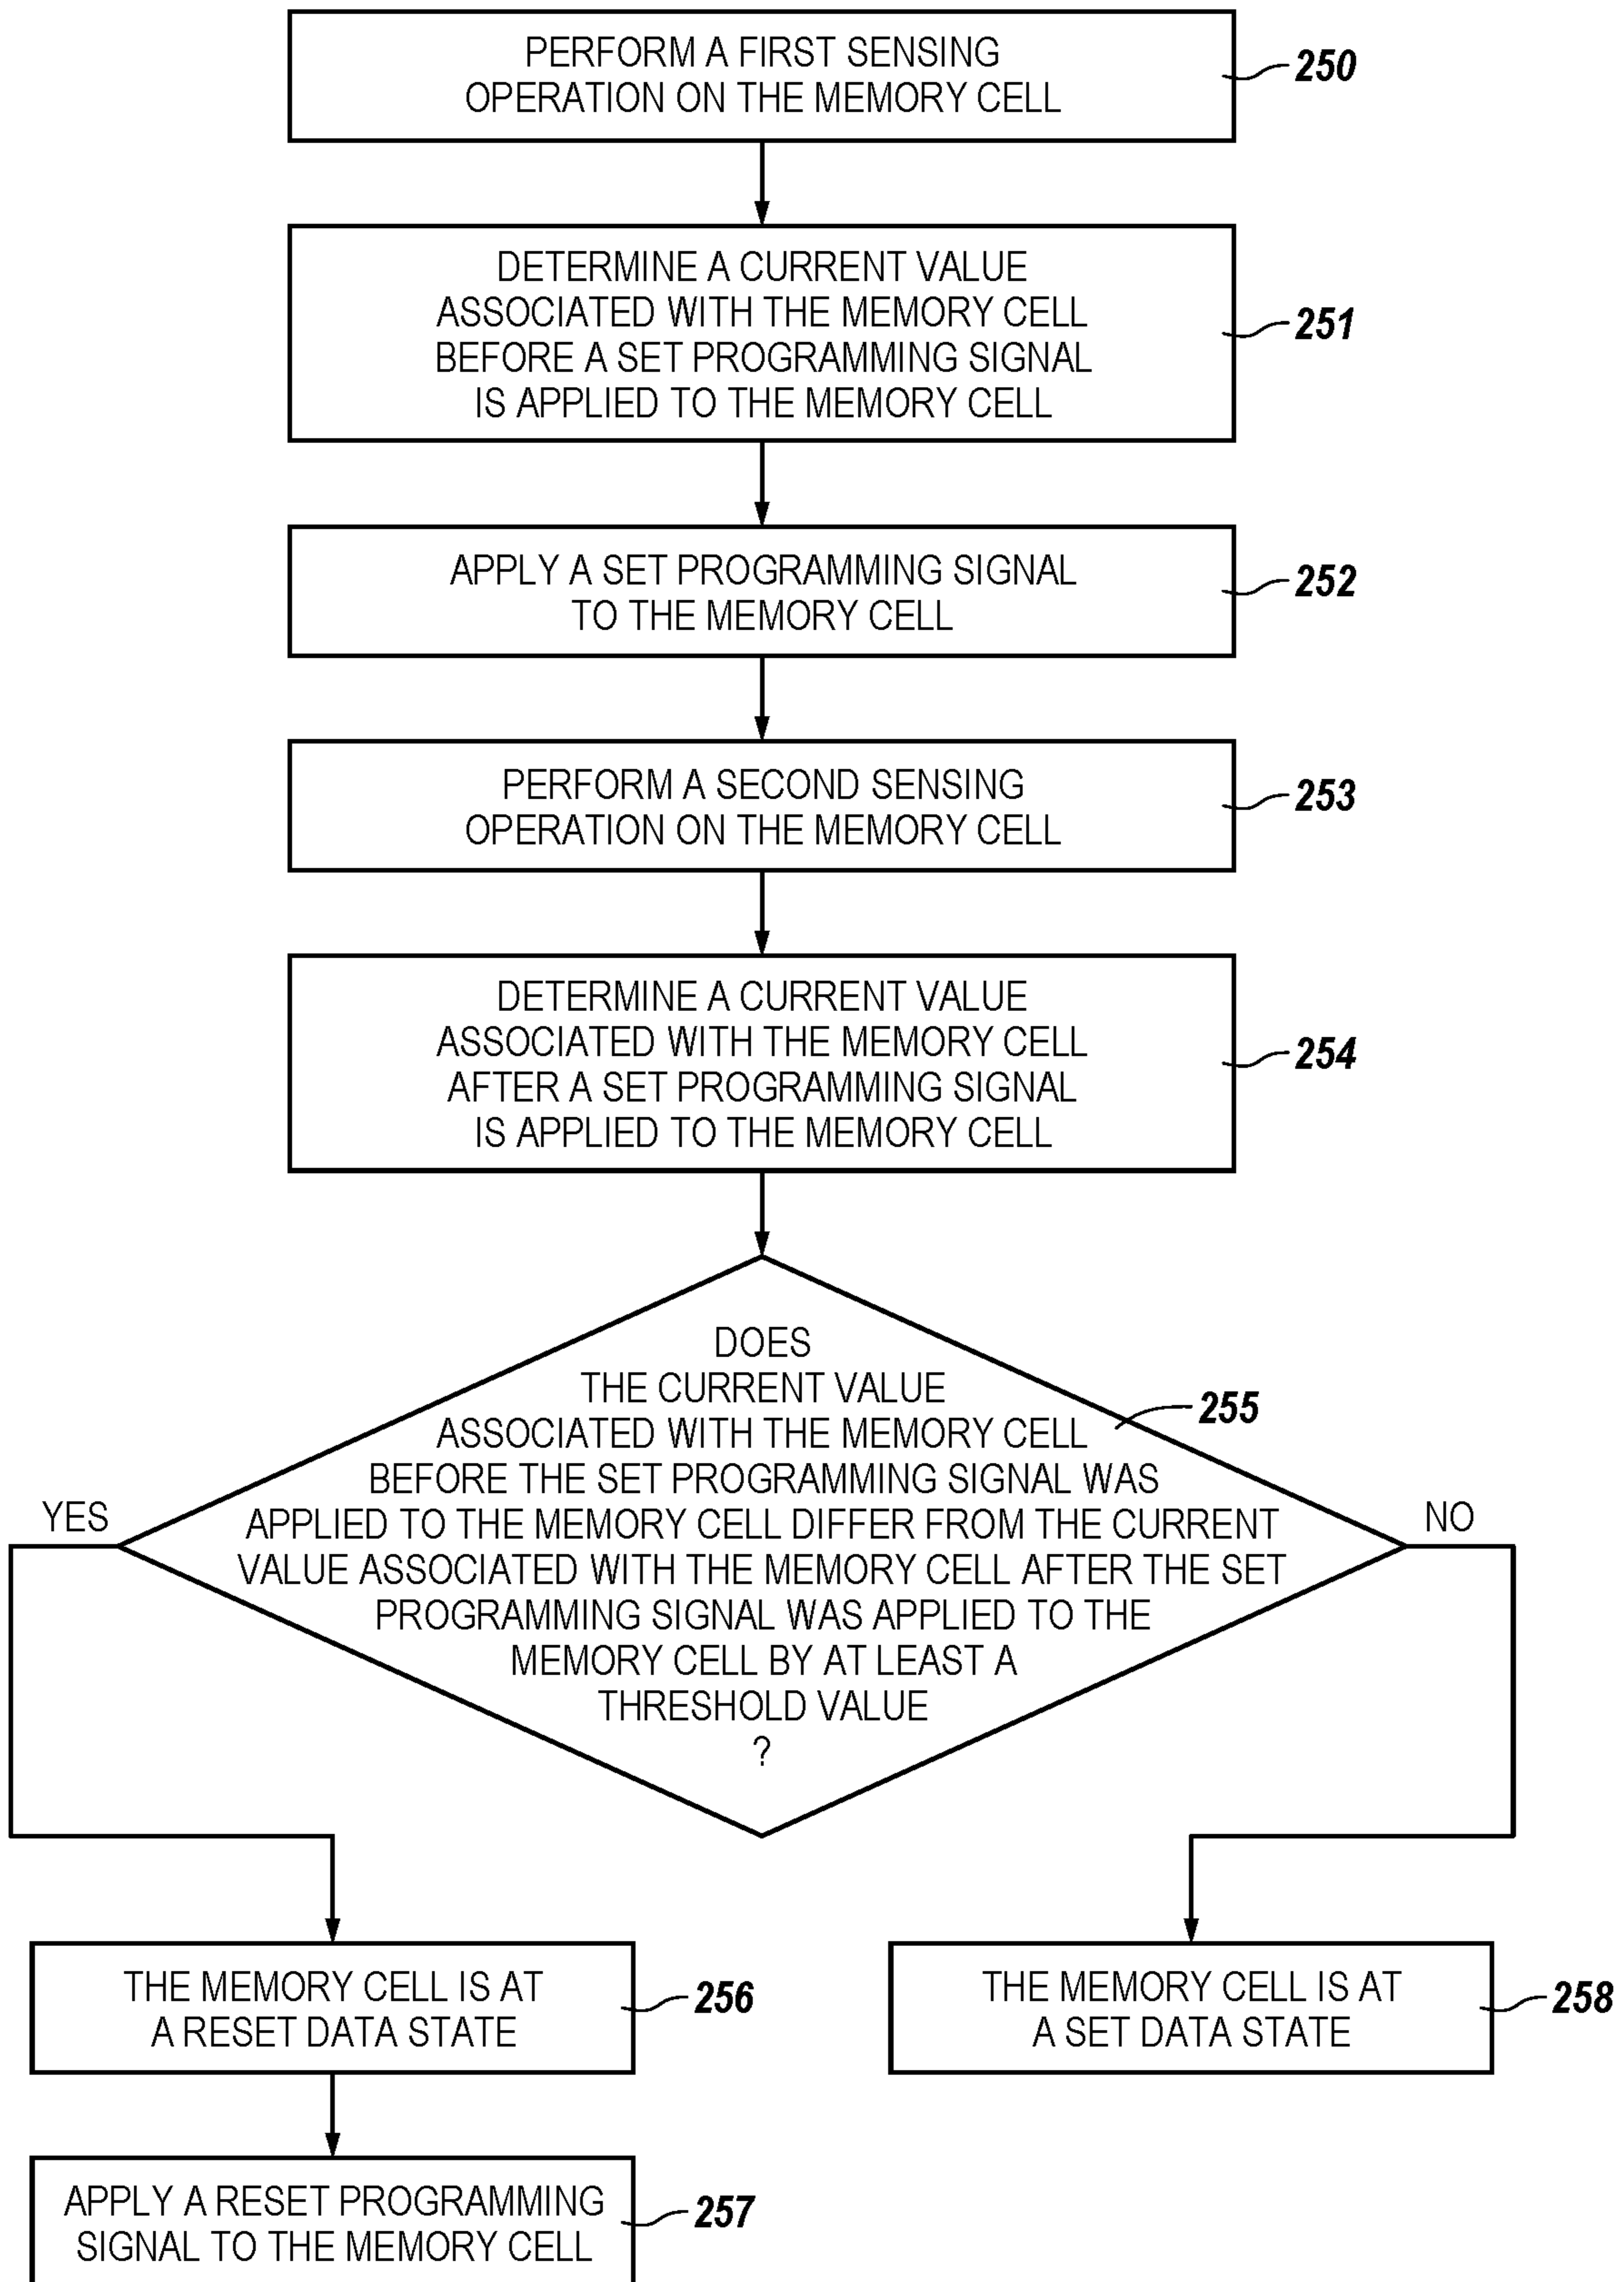 PERFORM A FIRST SENSING
OPERATION ON THE MEMORY CELL
250
DETERMINE A CURRENT VALUE
ASSOCIATED WITH THE MEMORY CELL
BEFORE A SET PROGRAMMING SIGNAL
IS APPLIED TO THE MEMORY CELL
251
APPLY A SET PROGRAMMING SIGNAL
TO THE MEMORY CELL
252
PERFORM A SECOND SENSING
OPERATION ON THE MEMORY CELL
253
DETERMINE A CURRENT VALUE
ASSOCIATED WITH THE MEMORY CELL
AFTER A SET PROGRAMMING SIGNAL
IS APPLIED TO THE MEMORY CELL
254
DOES
THE CURRENT VALUE
ASSOCIATED WITH THE MEMORY CELL
BEFORE THE SET PROGRAMMING SIGNAL WAS
APPLIED TO THE MEMORY CELL DIFFER FROM THE CURRENT
VALUE ASSOCIATED WITH THE MEMORY CELL AFTER THE SET
PROGRAMMING SIGNAL WAS APPLIED TO THE
MEMORY CELL BY AT LEAST A
THRESHOLD VALUE
?
255
YES
NO
THE MEMORY CELL IS AT
A RESET DATA STATE
256
THE MEMORY CELL IS AT
A SET DATA STATE
258
APPLY A RESET PROGRAMMING
SIGNAL TO THE MEMORY CELL
257